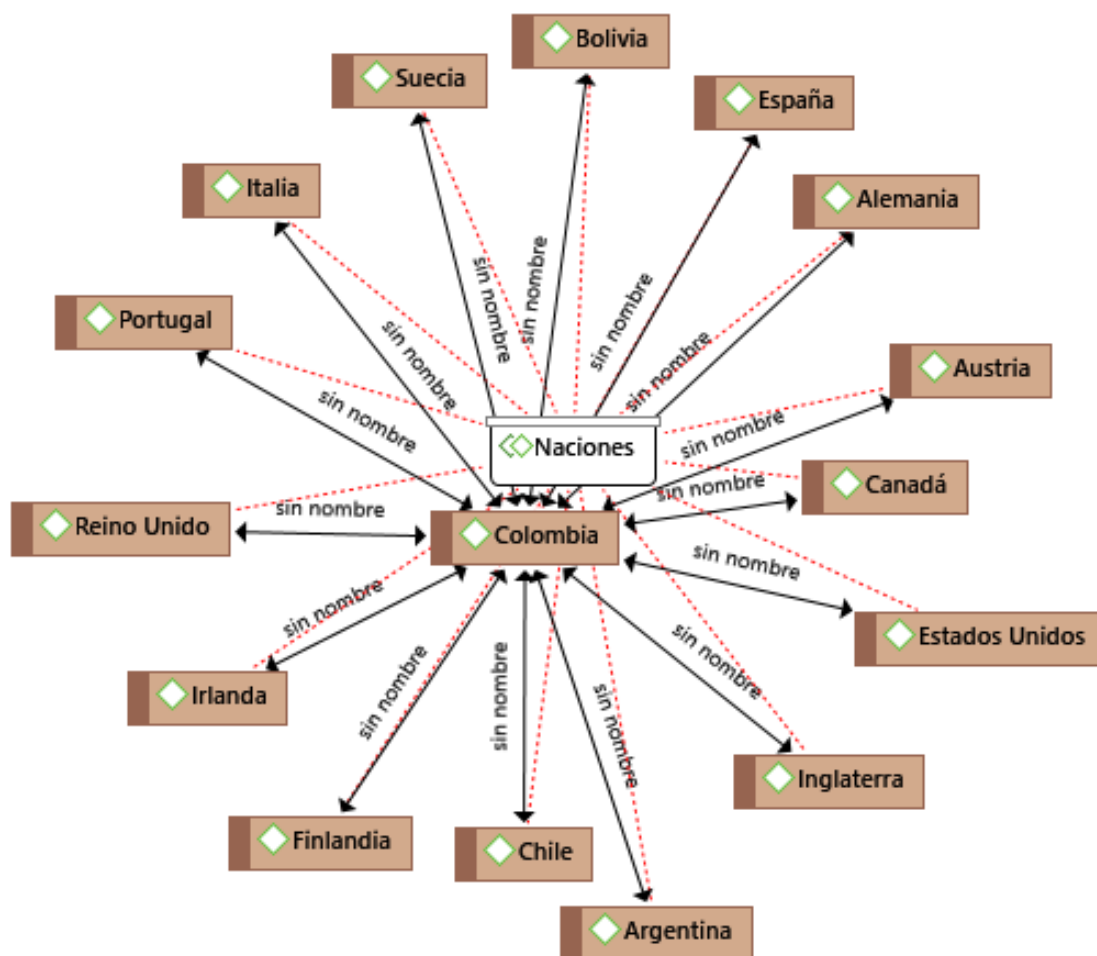 Bolivia
Suecia
España
Italia
Alemania
sin nombre
sin nombre
sin nombre
Portugal
sin nombre
sin nombre
Austria
sin nombre
sin nombre
Naciones
Canadá
sin nombre
Reino Unido
sin nombre
Colombia
sin nombre
sin nombre
Estados Unidos
Irlanda
sin nombre
sin nombre
sin nombre
sin nombre
Inglaterra
Finlandia
Chile
Argentina